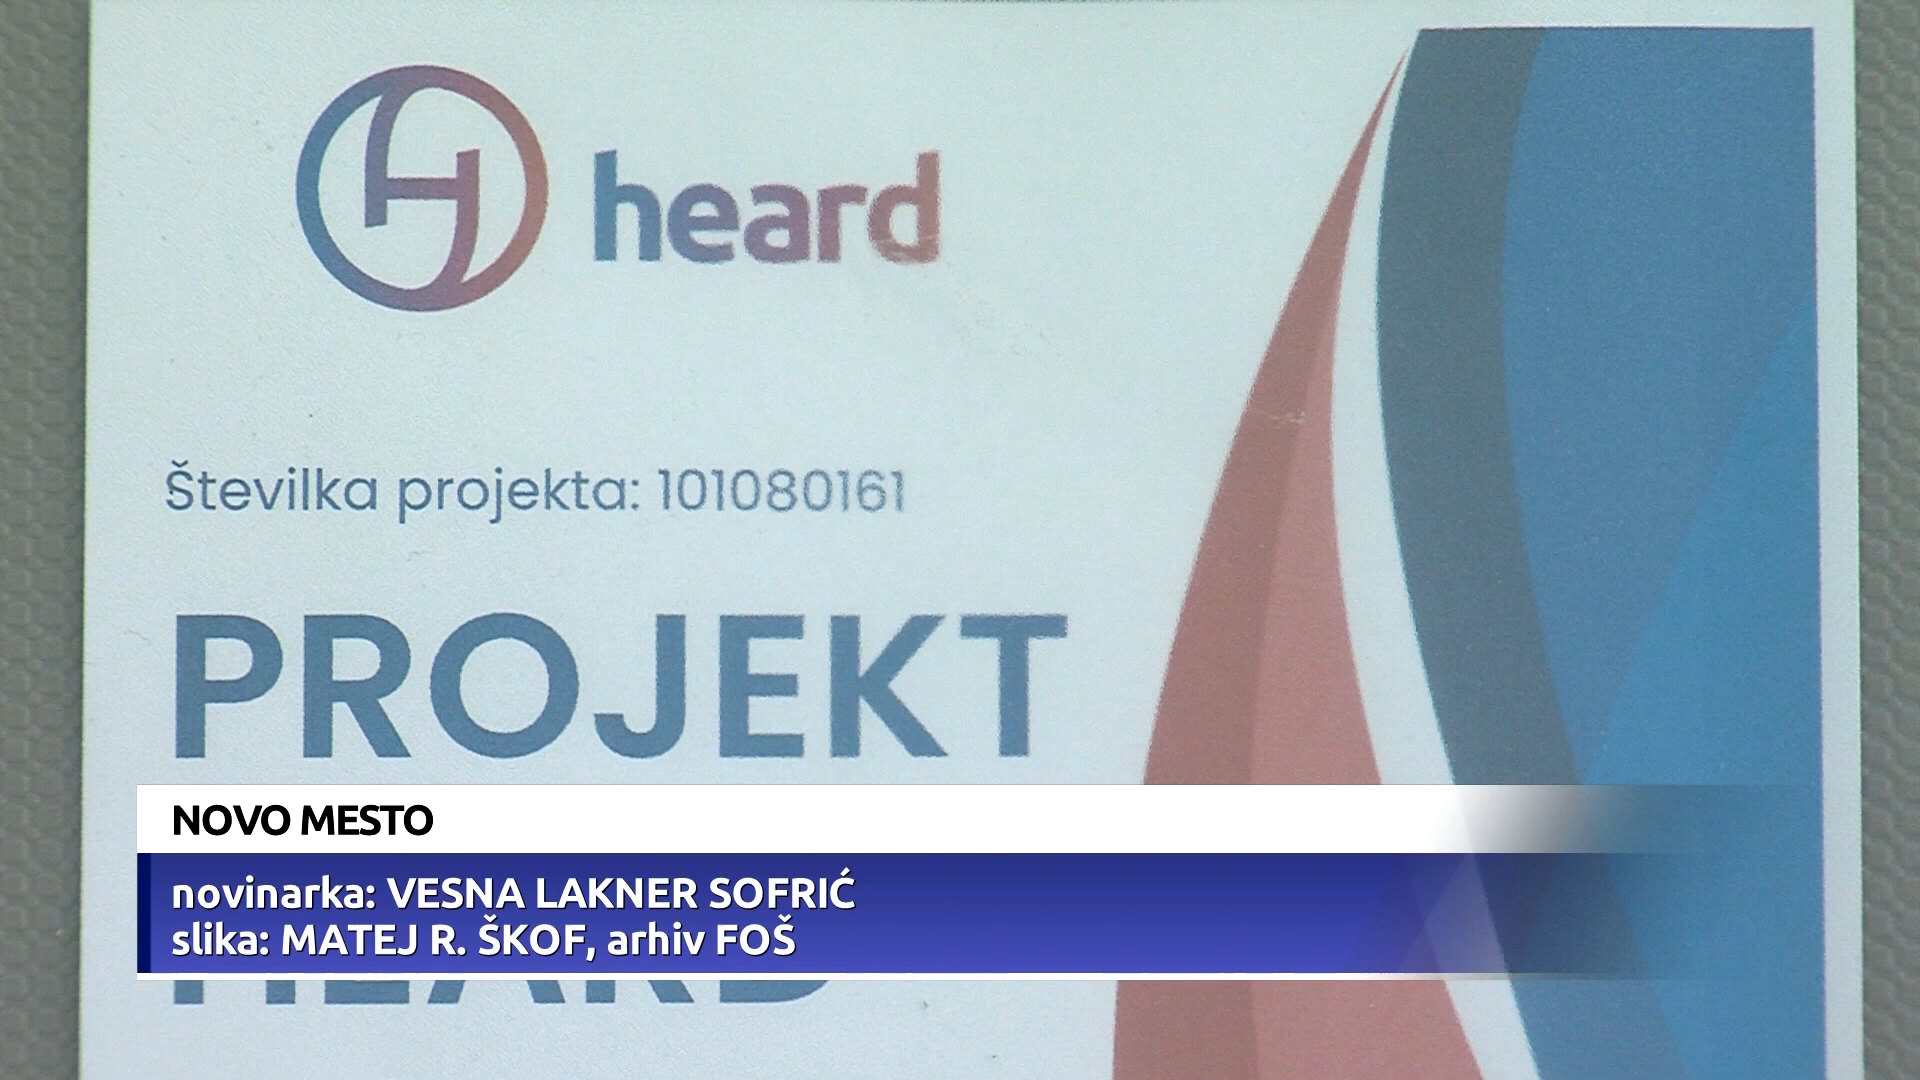 heard
Številka projekta: 101080161
PROJEKT
NOVO MESTO
novinarka: VESNA LAKNER SOFRIĆ
slika: MATEJ R. ŠKOF, arhiv FOŠ